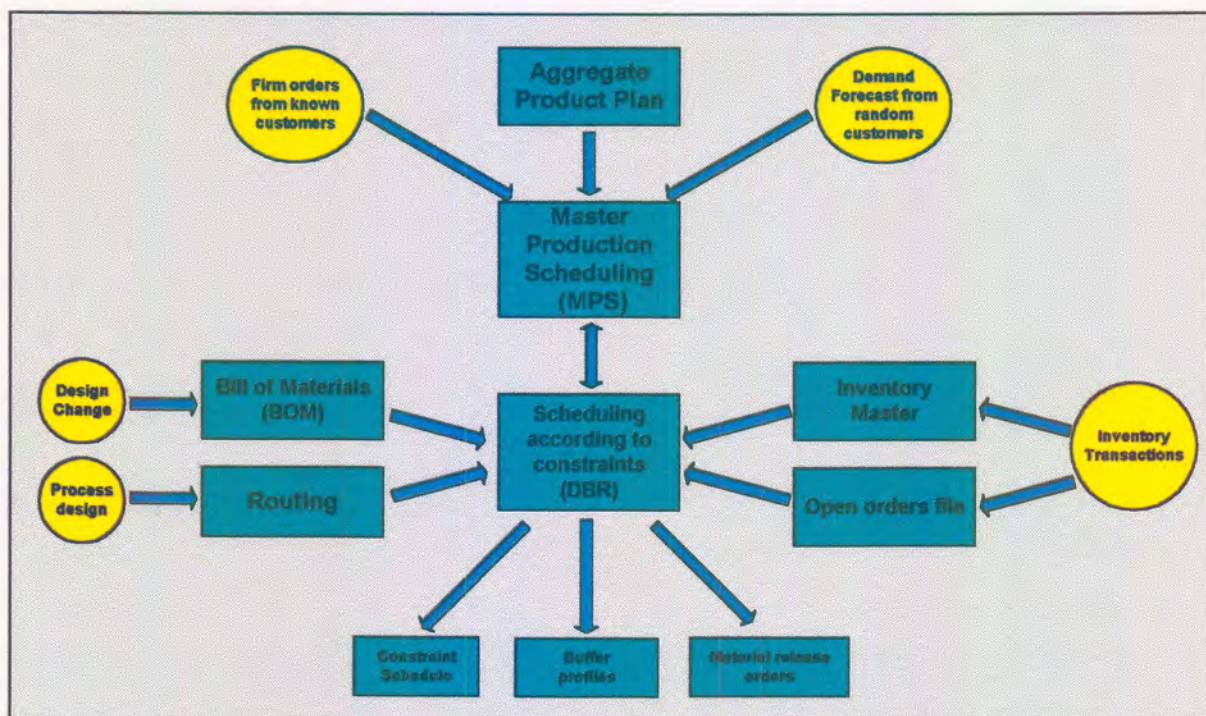 Firm orders
from known
customers
Aggregate
Product Plan
Demand
Forecast from
random
customers
Master
Production
Scheduling
(MPS)
Design
Change
Bill of Materials
(BOM)
Scheduling
according to
constraints
(DBR)
Inventory
Master
Inventory
Transactions
Process
design
Routing
Open orders file
Constraint
Schedule
Buffer
profiles
Material release
orders